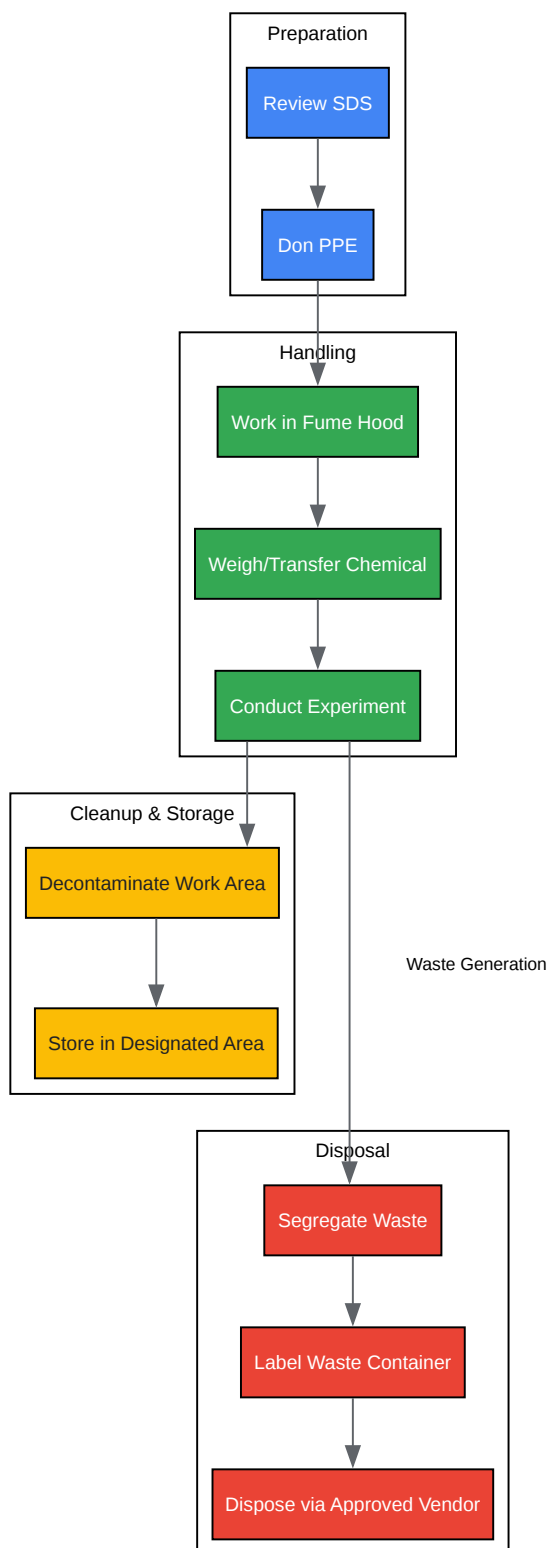 Preparation
Review SDS
Don PPE
Handling
Work in Fume Hood
Weigh/Transfer Chemical
Conduct Experiment
Cleanup & Storage
Decontaminate Work Area
Waste Generation
Store in Designated Area
Disposal
Segregate Waste
Label Waste Container
Dispose via Approved Vendor